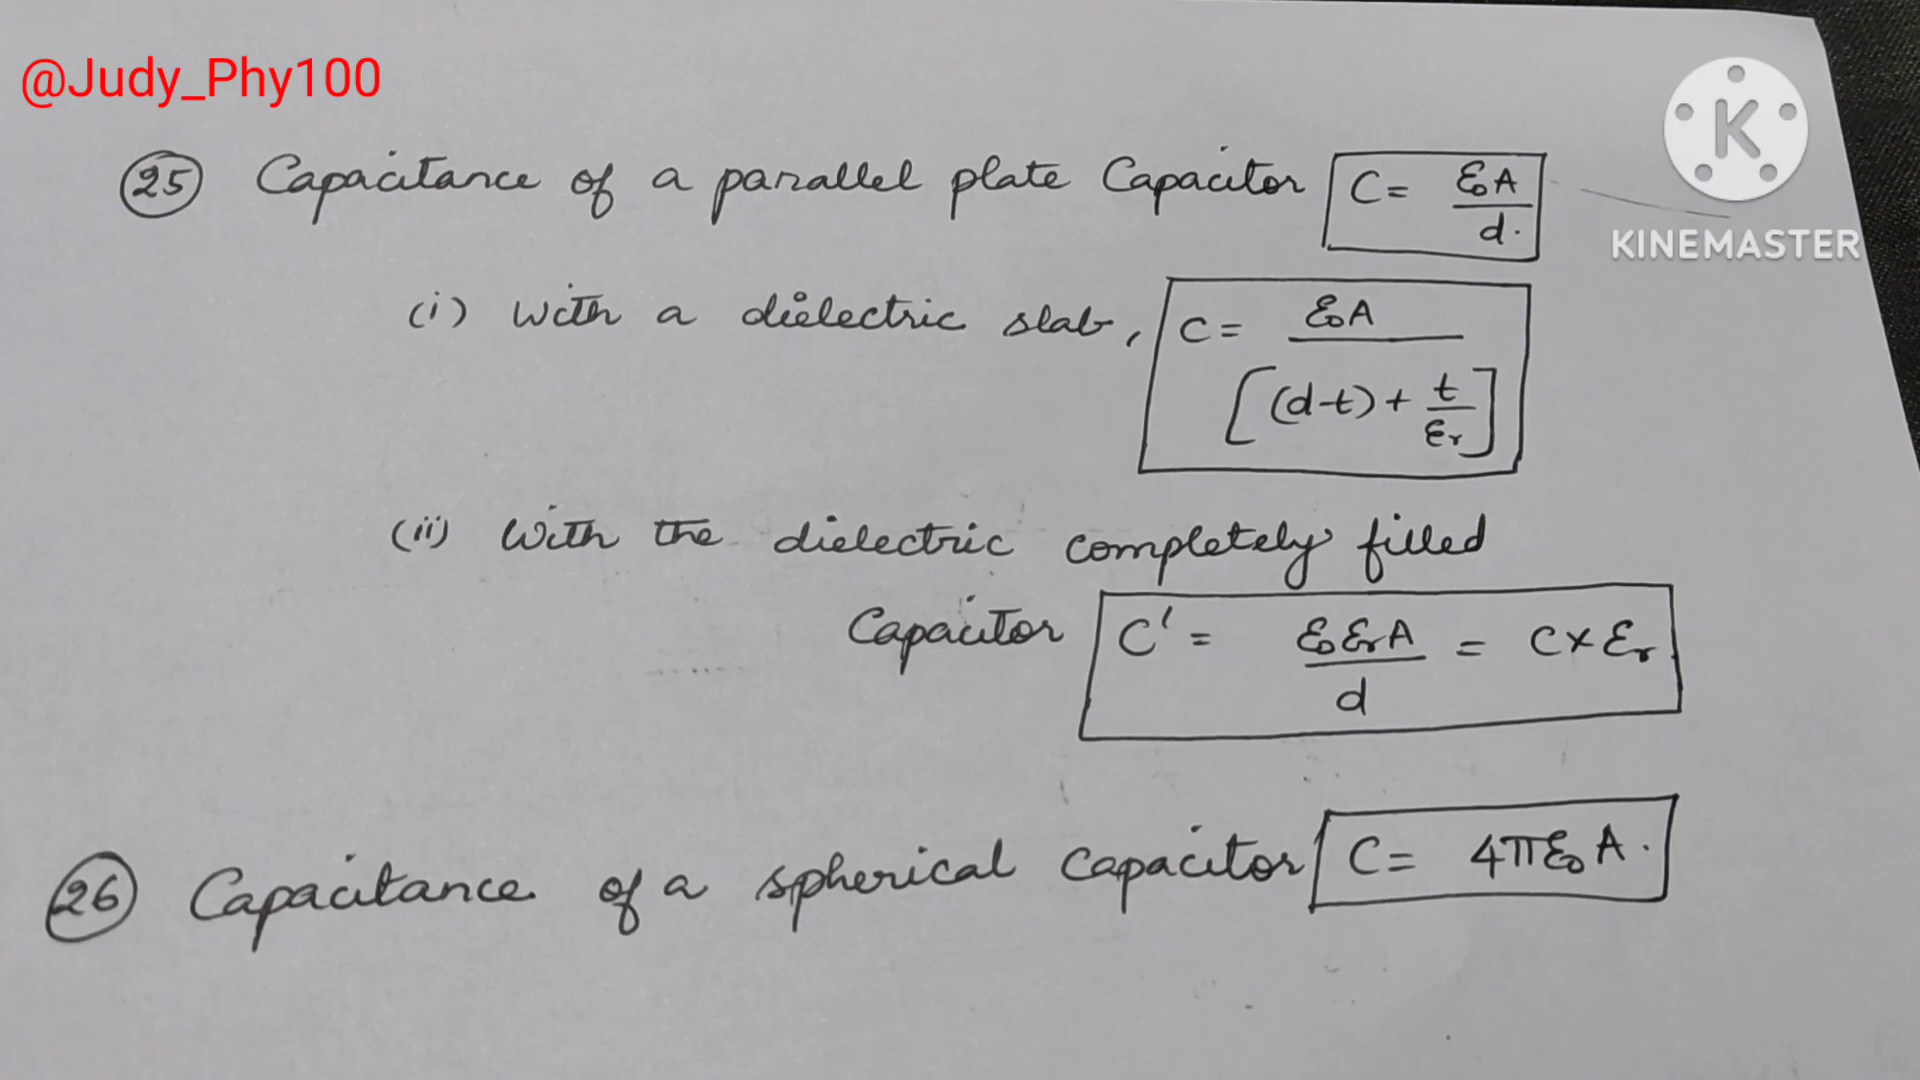 @Judy_Phy100
K
KINEMASTER
(25) Capacitance of a parallel plate Capacitor C = ε₀A/d.
(i) With a dielectric slab, C = ε₀A/[(d-t) + t/εr]
(ii) With the dielectric completely filled
Capacitor C' = ε₀εrA/d = C × εr
(26) Capacitance of a spherical capacitor C = 4πε₀A.